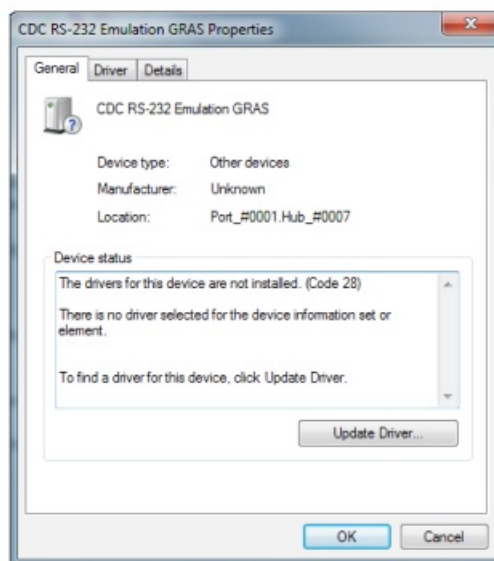 CDC RS-232 Emulation GRAS Properties
General Driver Details
CDC RS-232 Emulation GRAS
Device type: Other devices
Manufacturer: Unknown
Location: Port_#0001.Hub_#0007
Device status
The drivers for this device are not installed. (Code 28)
There is no driver selected for the device information set or
element.
To find a driver for this device, click Update Driver.
Update Driver...
OK Cancel